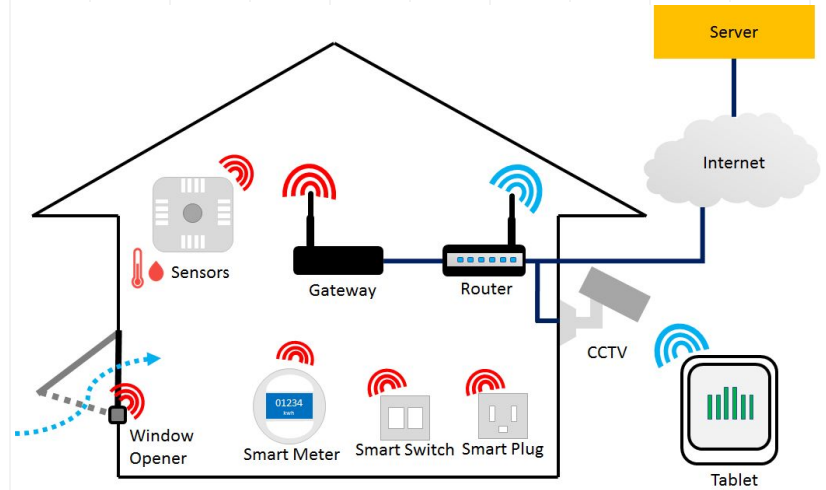 Server
Internet
Sensors
Gateway
Router
CCTV
01234
kwh
Window
Opener
Smart Meter
Smart Switch
Smart Plug
Tablet